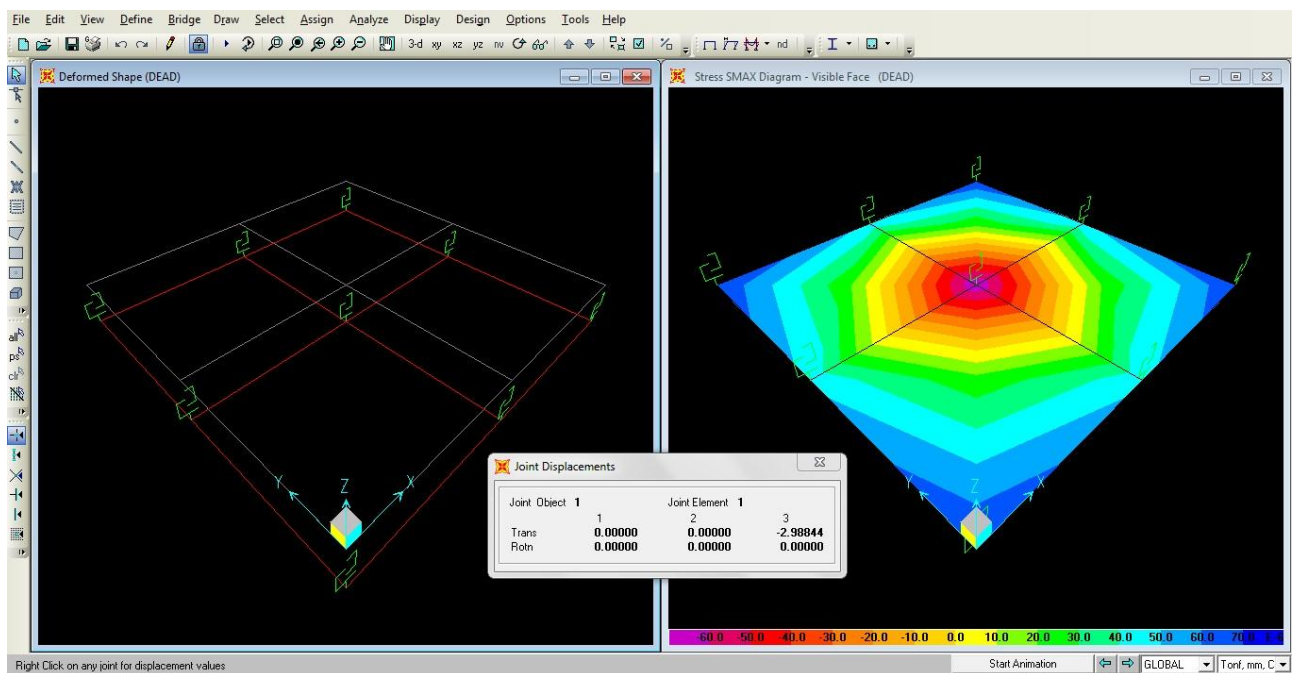 File Edit View Define Bridge Draw Select Assign Analyze Display Design Options Tools Help
3-d xy xz yz nv nd
Deformed Shape (DEAD)
Stress SMAX Diagram - Visible Face (DEAD)
all
ps
clr
Y Z X
Y Z X
Joint Displacements
Joint Object 1 Joint Element 1
1 2 3
Trans 0.00000 0.00000 -2.98844
Rotn 0.00000 0.00000 0.00000
-60.0 -50.0 -40.0 -30.0 -20.0 -10.0 0.0 10.0 20.0 30.0 40.0 50.0 60.0 70.0
Right Click on any joint for displacement values
Start Animation
GLOBAL
Tonf, mm, C